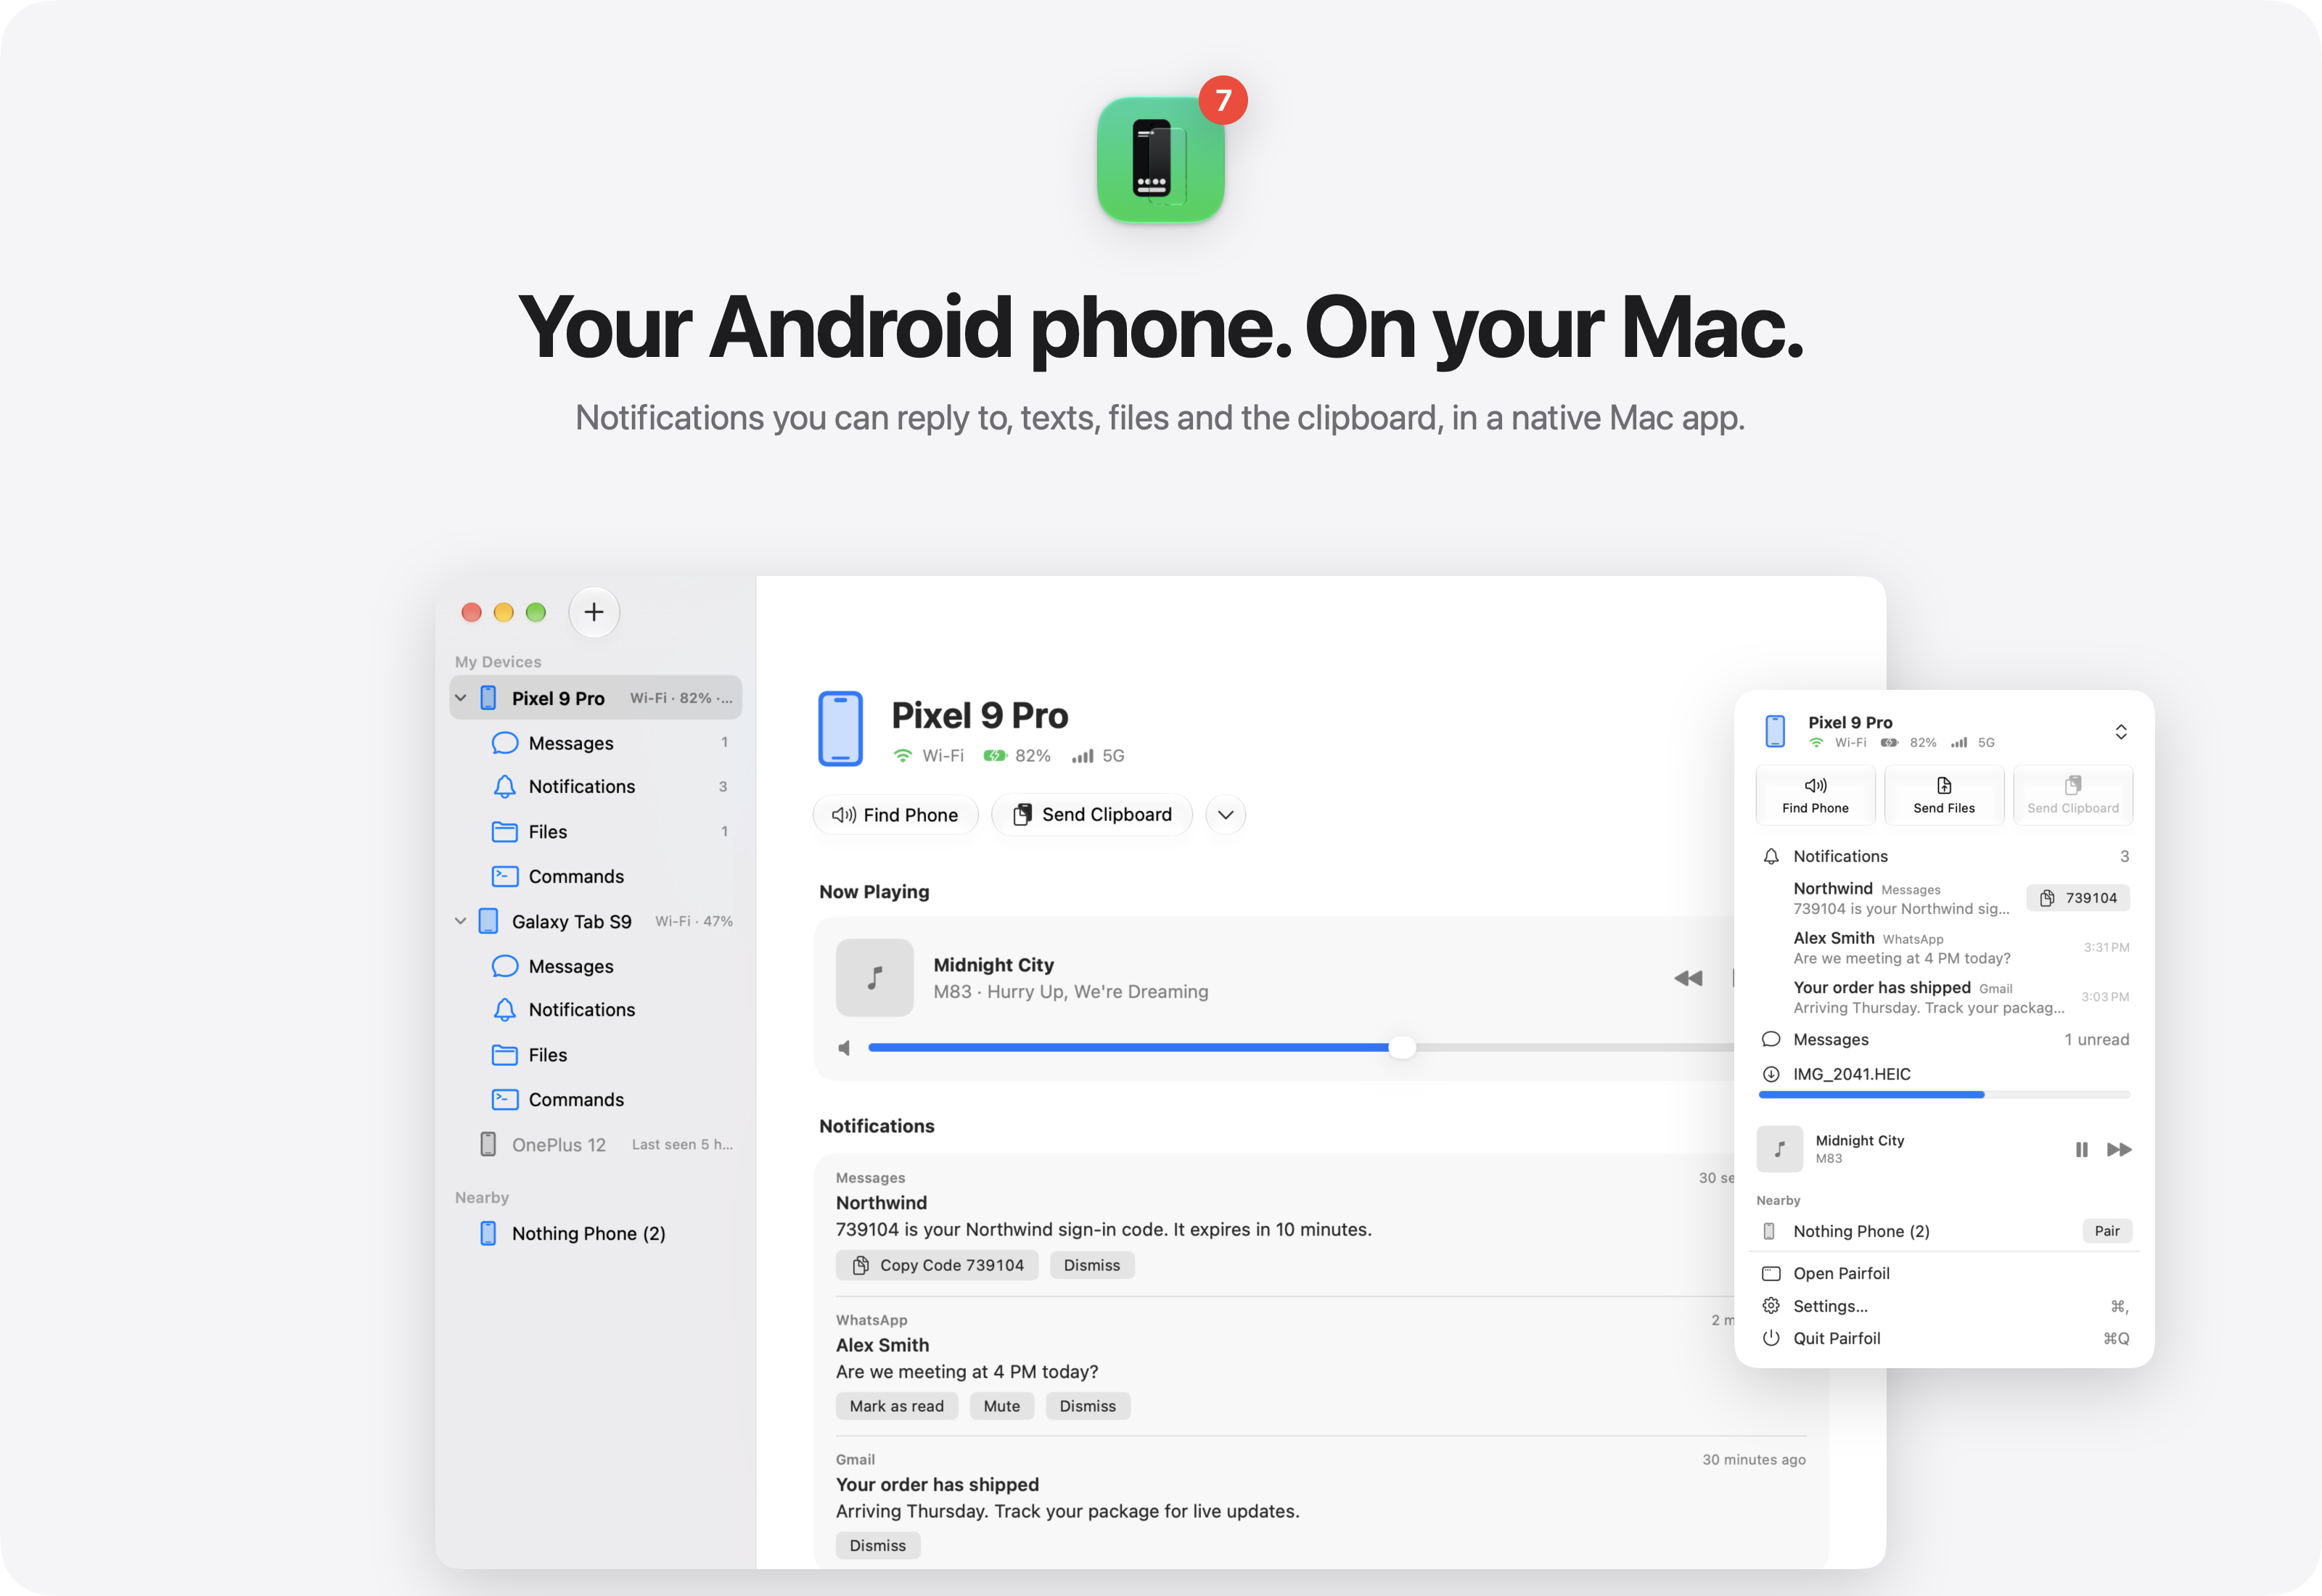 7
Your Android phone. On your Mac.
Notifications you can reply to, texts, files and the clipboard, in a native Mac app.
My Devices
Pixel 9 Pro Wi-Fi · 82% ·...
Messages 1
Notifications 3
Files 1
Commands
Galaxy Tab S9 Wi-Fi · 47%
Messages
Notifications
Files
Commands
OnePlus 12 Last seen 5 h...
Nearby
Nothing Phone (2)
Pixel 9 Pro
Wi-Fi 82% 5G
Find Phone Send Clipboard
Now Playing
Midnight City
M83 · Hurry Up, We're Dreaming
Notifications
Messages 30 se
Northwind
739104 is your Northwind sign-in code. It expires in 10 minutes.
Copy Code 739104 Dismiss
WhatsApp 2 m
Alex Smith
Are we meeting at 4 PM today?
Mark as read Mute Dismiss
Gmail 30 minutes ago
Your order has shipped
Arriving Thursday. Track your package for live updates.
Dismiss
Pixel 9 Pro
Wi-Fi 82% 5G
Find Phone Send Files Send Clipboard
Notifications 3
Northwind Messages
739104 is your Northwind sig... 739104
Alex Smith WhatsApp 3:31 PM
Are we meeting at 4 PM today?
Your order has shipped Gmail 3:03 PM
Arriving Thursday. Track your packag...
Messages 1 unread
IMG_2041.HEIC
Midnight City
M83
Nearby
Nothing Phone (2) Pair
Open Pairfoil
Settings... ⌘,
Quit Pairfoil ⌘Q